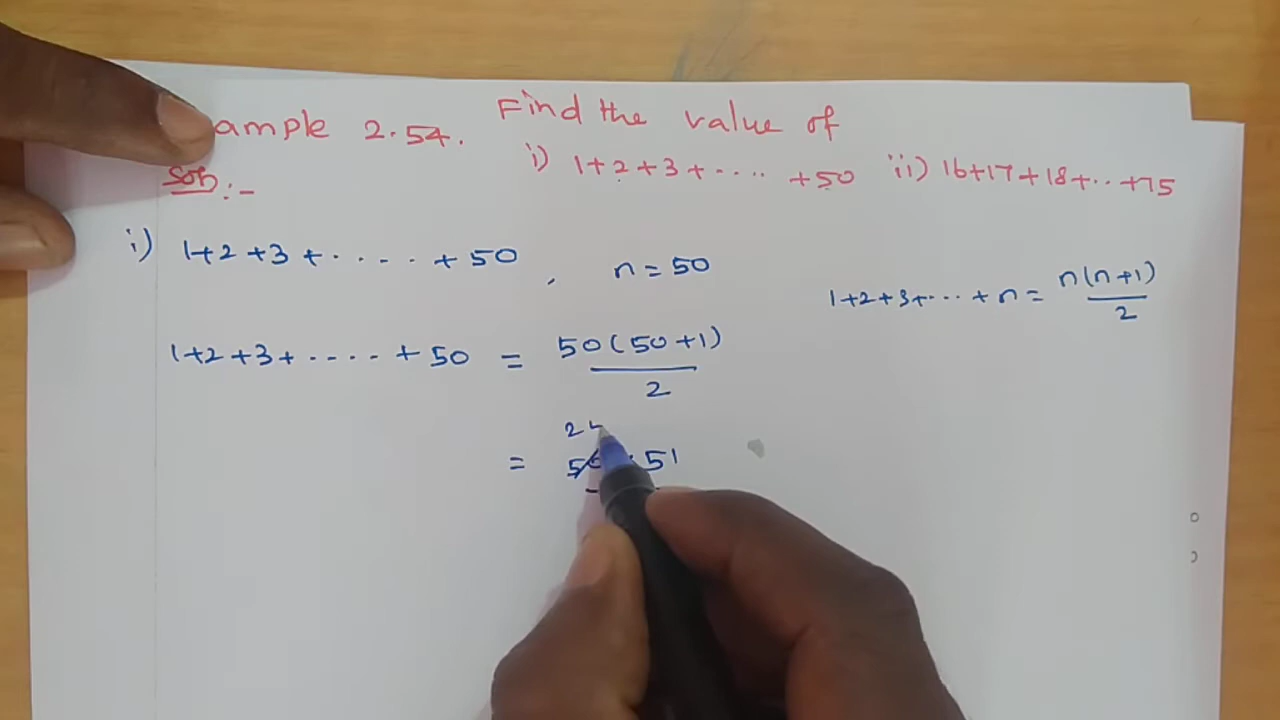 ample 2.54. Find the value of
Soln:- i) 1+2+3+.... +50 ii) 16+17+18+...+75
i) 1+2+3+.....+50, n=50
1+2+3+...+n = n(n+1)/2
1+2+3+.....+50 = 50(50+1)/2
= 51